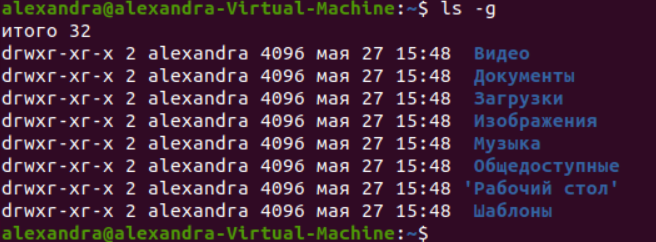 alexandra@alexandra-Virtual-Machine:~$ ls -g
итого 32
drwxr-xr-x 2 alexandra 4096 мая 27 15:48  Видео
drwxr-xr-x 2 alexandra 4096 мая 27 15:48  Документы
drwxr-xr-x 2 alexandra 4096 мая 27 15:48  Загрузки
drwxr-xr-x 2 alexandra 4096 мая 27 15:48  Изображения
drwxr-xr-x 2 alexandra 4096 мая 27 15:48  Музыка
drwxr-xr-x 2 alexandra 4096 мая 27 15:48  Общедоступные
drwxr-xr-x 2 alexandra 4096 мая 27 15:48 'Рабочий стол'
drwxr-xr-x 2 alexandra 4096 мая 27 15:48  Шаблоны
alexandra@alexandra-Virtual-Machine:~$